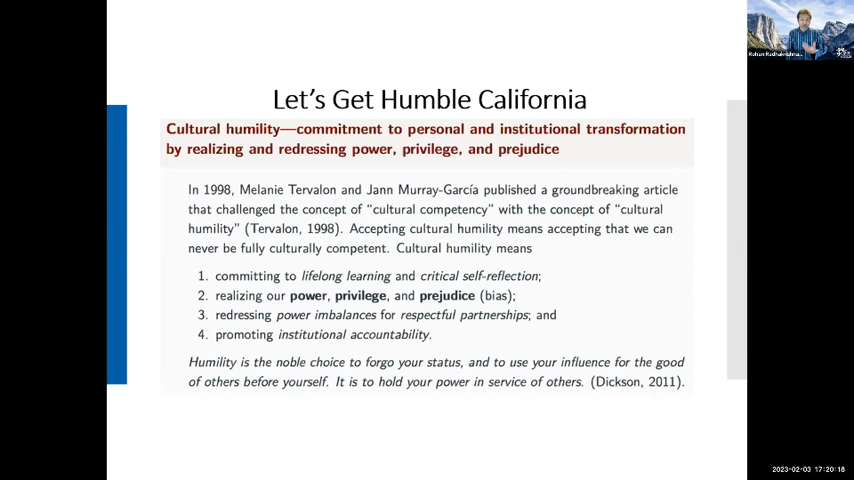 Let's Get Humble California
Cultural humility—commitment to personal and institutional transformation
by realizing and redressing power, privilege, and prejudice
In 1998, Melanie Tervalon and Jann Murray-García published a groundbreaking article
that challenged the concept of “cultural competency” with the concept of “cultural
humility” (Tervalon, 1998). Accepting cultural humility means accepting that we can
never be fully culturally competent. Cultural humility means
1. committing to lifelong learning and critical self-reflection;
2. realizing our power, privilege, and prejudice (bias);
3. redressing power imbalances for respectful partnerships; and
4. promoting institutional accountability.
Humility is the noble choice to forgo your status, and to use your influence for the good
of others before yourself. It is to hold your power in service of others. (Dickson, 2011).
2023-02-03 17:20:18